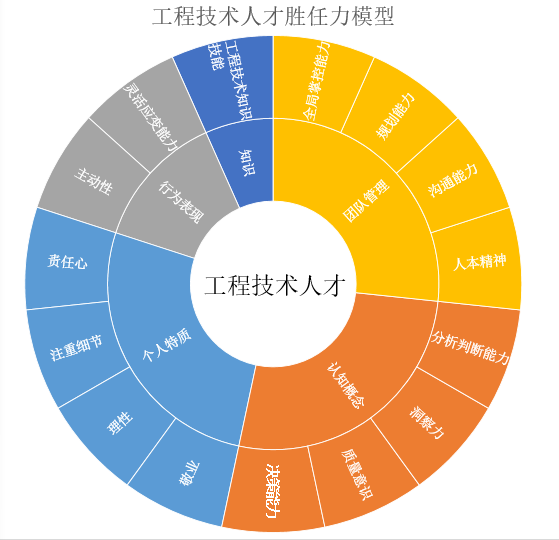 工程技术人才胜任力模型
工程技术人才
团队管理
全局掌控能力
规划能力
沟通能力
人本精神
认知概念
分析判断能力
洞察力
质量意识
决策能力
个人特质
敬业
理性
注重细节
责任心
行为表现
主动性
灵活应变能力
知识
工程技术知识
技能